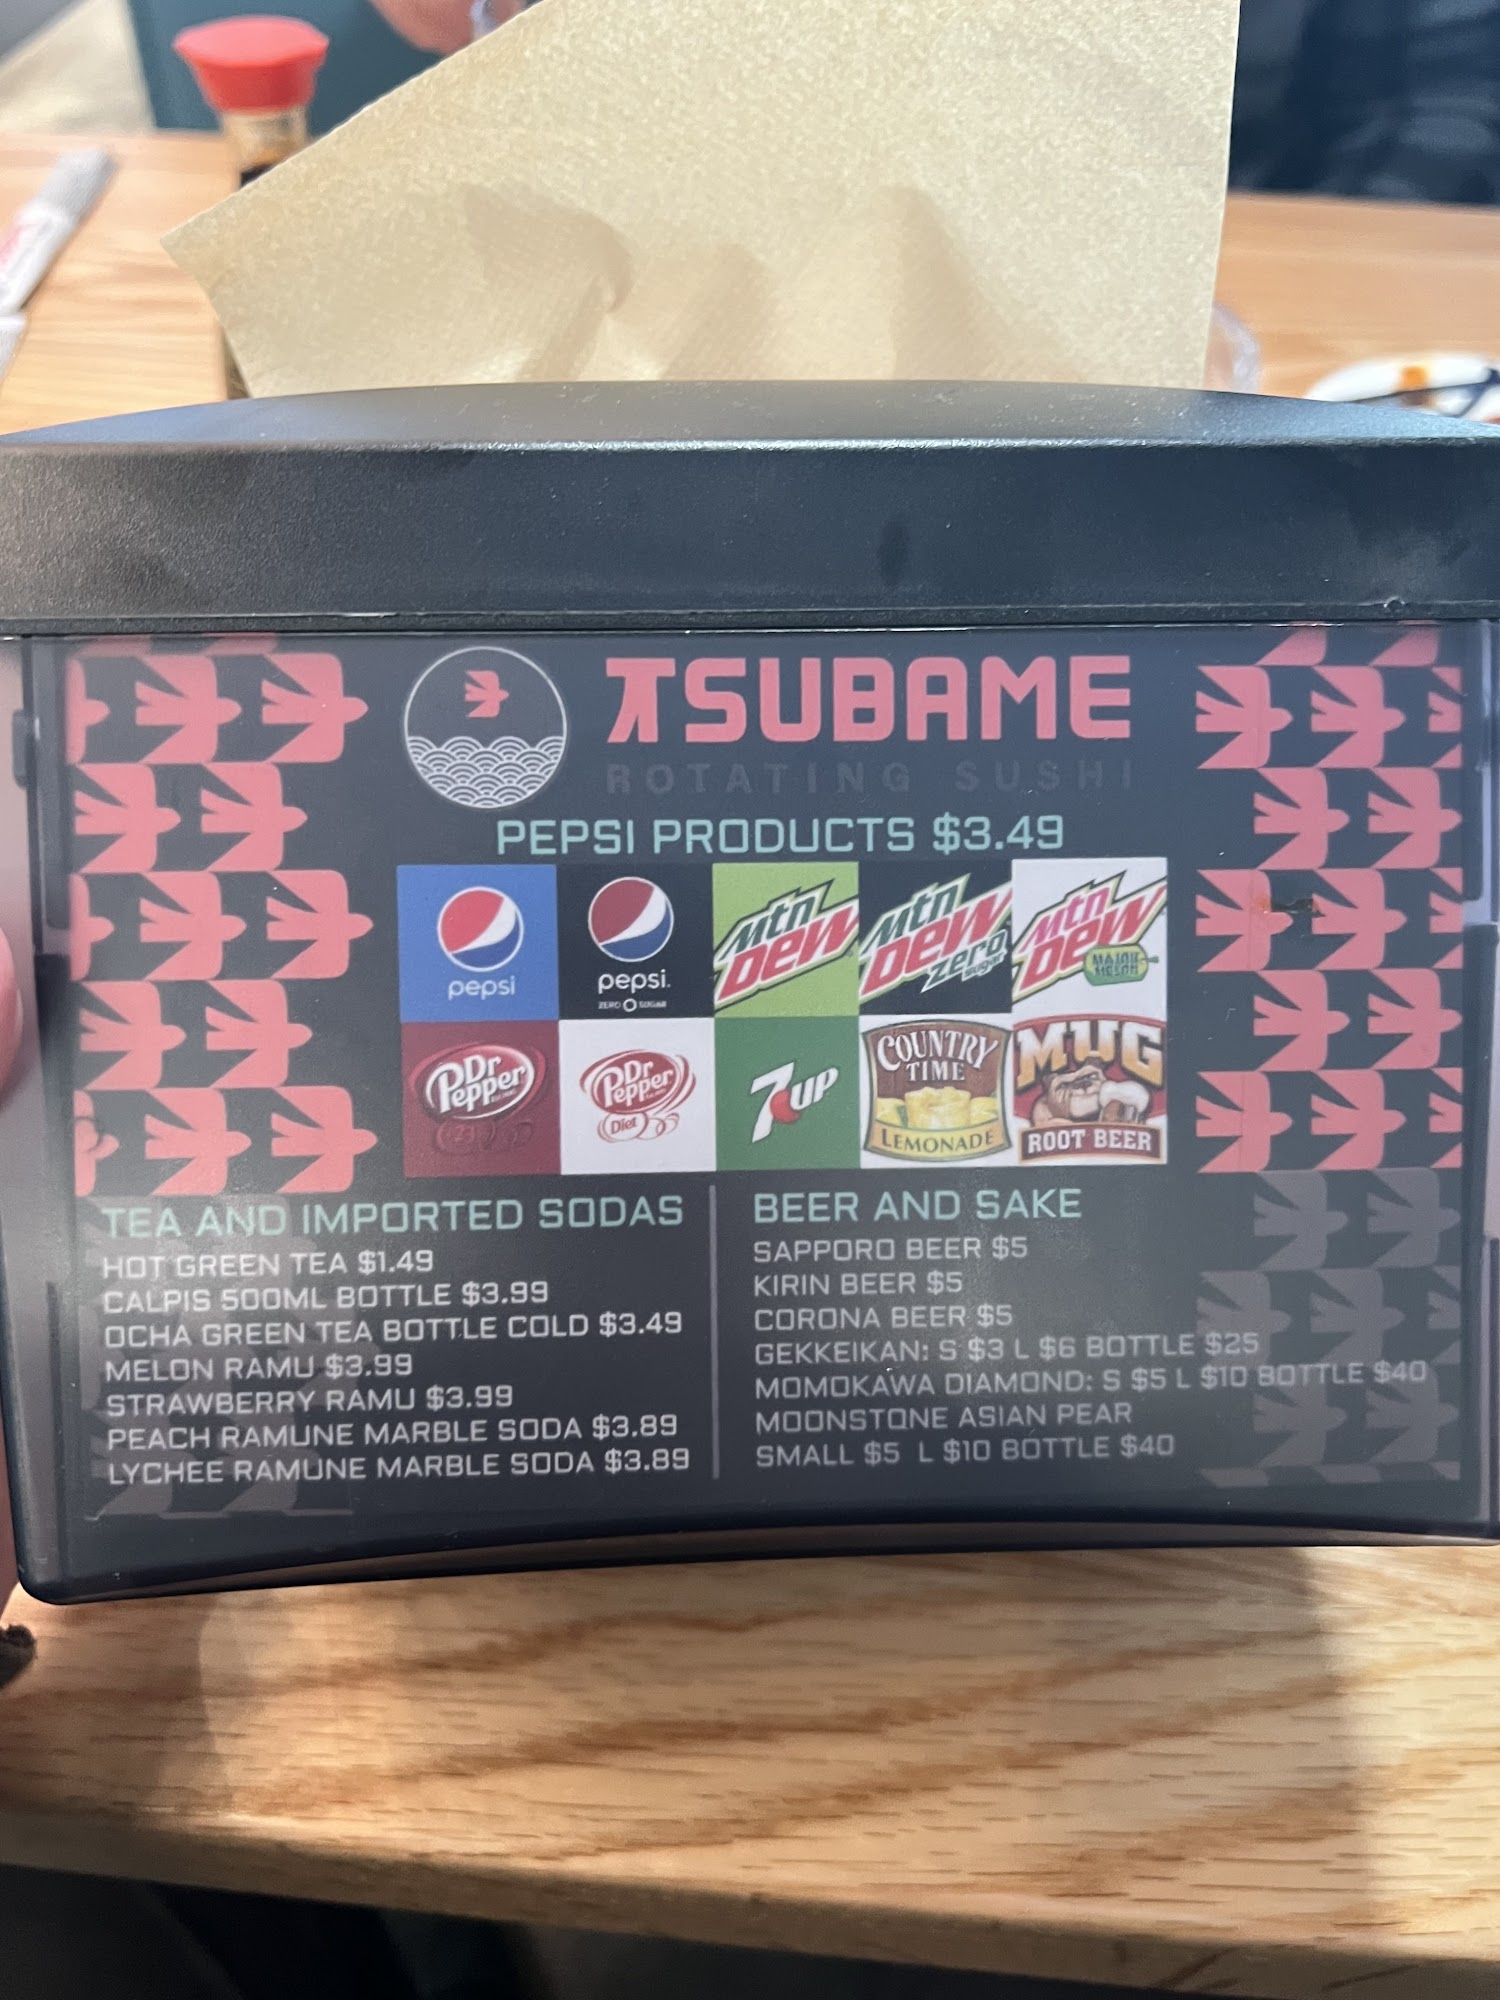 TSUBAME
ROTATING SUSHI
PEPSI PRODUCTS $3.49
pepsi
pepsi.
ZERO SUGAR
mtn DEW
mtn DEW zero sugar
mtn DEW MAJOR MELON
Dr Pepper
23
Dr Pepper Diet
7UP
COUNTRY TIME LEMONADE
MUG ROOT BEER
TEA AND IMPORTED SODAS
HOT GREEN TEA $1.49
CALPIS 500ML BOTTLE $3.99
OCHA GREEN TEA BOTTLE COLD $3.49
MELON RAMU $3.99
STRAWBERRY RAMU $3.99
PEACH RAMUNE MARBLE SODA $3.89
LYCHEE RAMUNE MARBLE SODA $3.89
BEER AND SAKE
SAPPORO BEER $5
KIRIN BEER $5
CORONA BEER $5
GEKKEIKAN: S $3 L $6 BOTTLE $25
MOMOKAWA DIAMOND: S $5 L $10 BOTTLE $40
MOONSTONE ASIAN PEAR
SMALL $5 L $10 BOTTLE $40